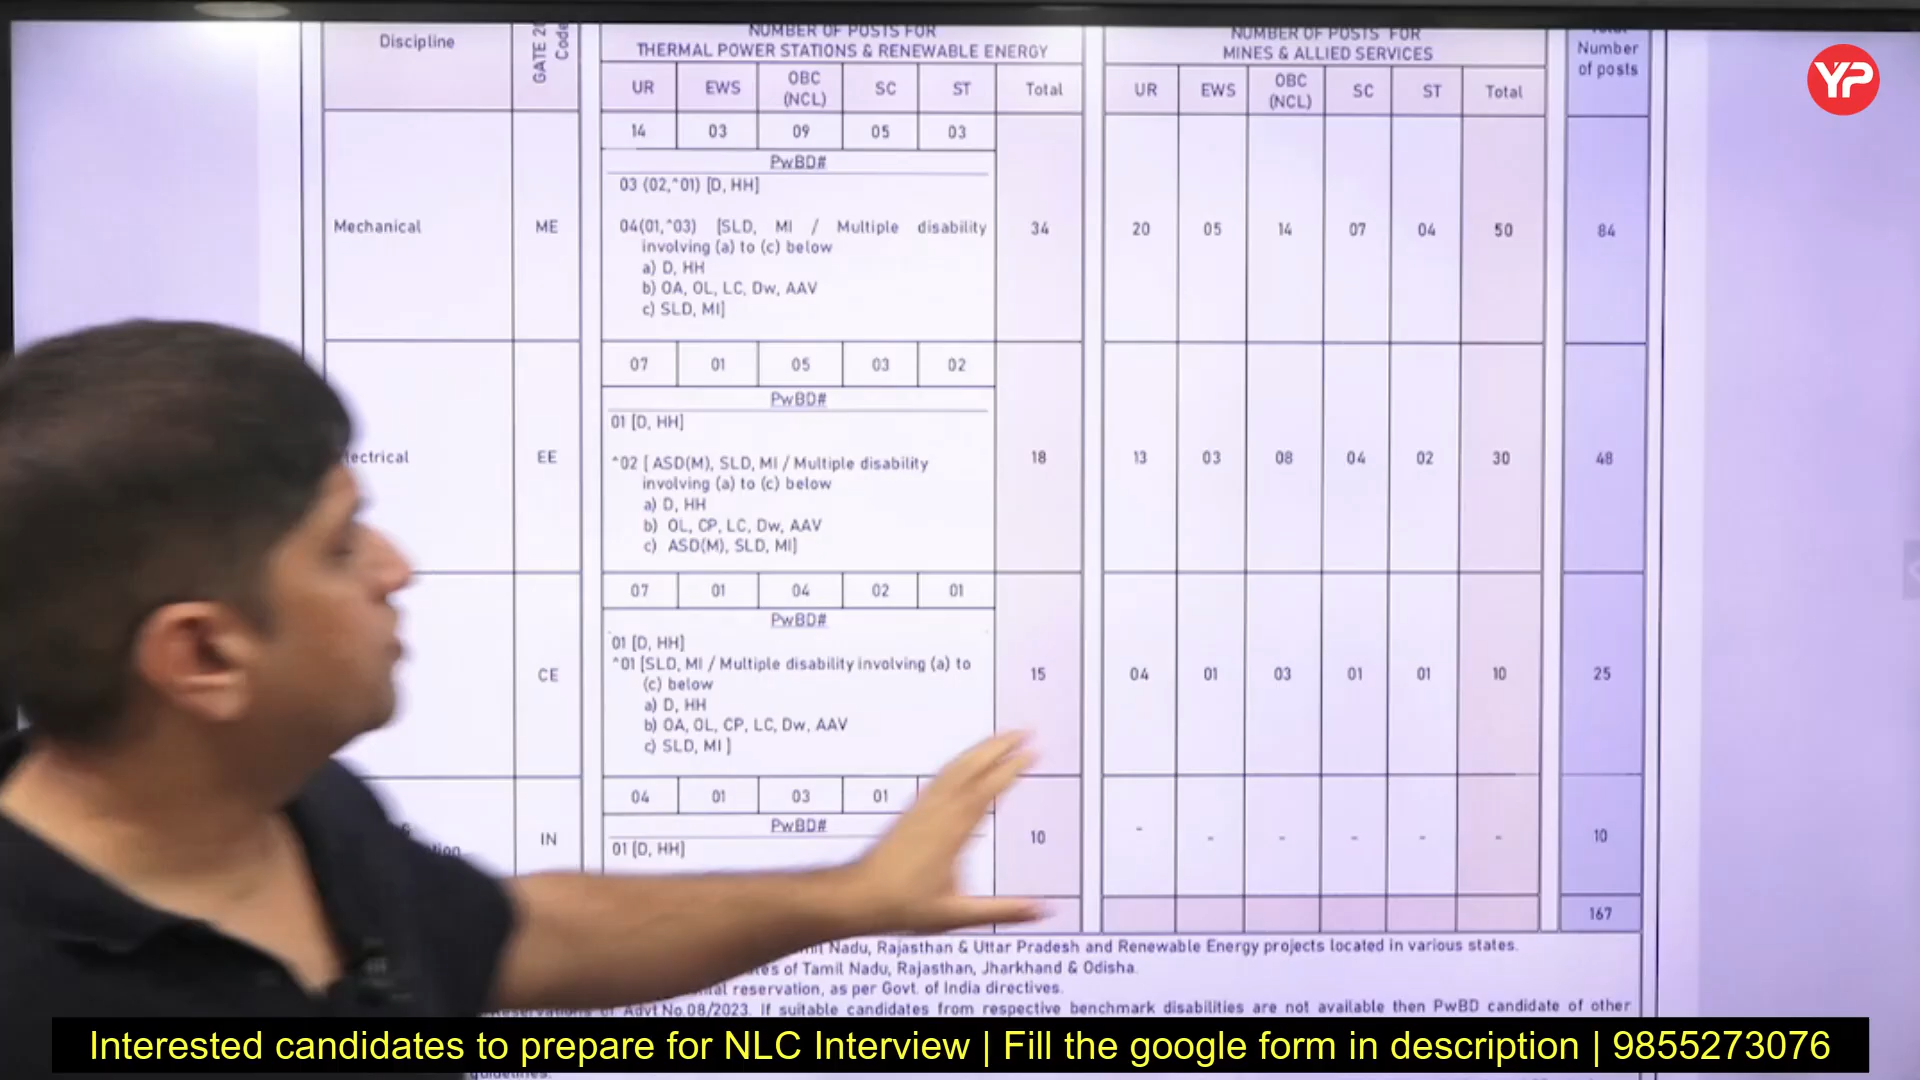 Discipline
GATE 20
Code
NUMBER OF POSTS FOR
THERMAL POWER STATIONS & RENEWABLE ENERGY
NUMBER OF POSTS FOR
MINES & ALLIED SERVICES
Number
of posts
UR EWS OBC (NCL) SC ST Total UR EWS OBC (NCL) SC ST Total
YP
14 03 09 05 03
PwBD#
03 (02,^01) [D, HH]
04(01,^03) [SLD, MI / Multiple disability
involving (a) to (c) below
a) D, HH
b) OA, OL, LC, Dw, AAV
c) SLD, MI]
Mechanical ME 34 20 05 14 07 04 50 84
07 01 05 03 02
PwBD#
01 [D, HH]
^02 [ ASD(M), SLD, MI / Multiple disability
involving (a) to (c) below
a) D, HH
b) OL, CP, LC, Dw, AAV
c) ASD(M), SLD, MI]
lectrical EE 18 13 03 08 04 02 30 48
07 01 04 02 01
PwBD#
01 [D, HH]
^01 [SLD, MI / Multiple disability involving (a) to
(c) below
a) D, HH
b) OA, OL, CP, LC, Dw, AAV
c) SLD, MI ]
CE 15 04 01 03 01 01 10 25
04 01 03 01
PwBD#
01 [D, HH]
IN 10 - - - - - - 10
167
Nadu, Rajasthan & Uttar Pradesh and Renewable Energy projects located in various states.
of Tamil Nadu, Rajasthan, Jharkhand & Odisha.
reservation, as per Govt. of India directives.
Advt No.08/2023. If suitable candidates from respective benchmark disabilities are not available then PwBD candidate of other
Interested candidates to prepare for NLC Interview | Fill the google form in description | 9855273076
guidelines.